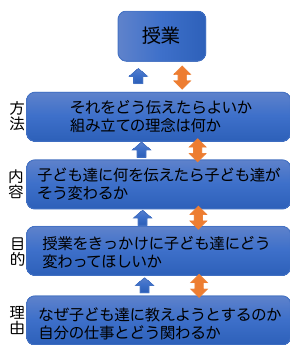 授業
方法
それをどう伝えたらよいか
組み立ての理念は何か
内容
子ども達に何を伝えたら子ども達が
そう変わるか
目的
授業をきっかけに子ども達にどう
変わってほしいか
理由
なぜ子ども達に教えようとするのか
自分の仕事とどう関わるか